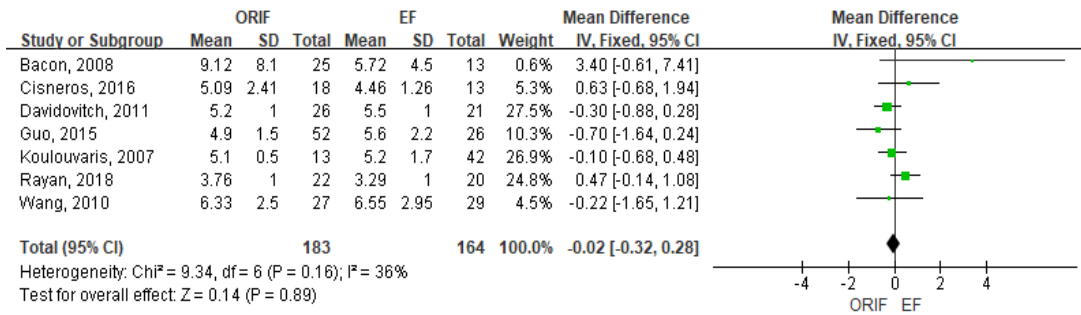 ORIF EF Mean Difference Mean Difference
Study or Subgroup Mean SD Total Mean SD Total Weight IV, Fixed, 95% CI IV, Fixed, 95% CI
Bacon, 2008 9.12 8.1 25 5.72 4.5 13 0.6% 3.40 [-0.61, 7.41]
Cisneros, 2016 5.09 2.41 18 4.46 1.26 13 5.3% 0.63 [-0.68, 1.94]
Davidovitch, 2011 5.2 1 26 5.5 1 21 27.5% -0.30 [-0.88, 0.28]
Guo, 2015 4.9 1.5 52 5.6 2.2 26 10.3% -0.70 [-1.64, 0.24]
Koulouvaris, 2007 5.1 0.5 13 5.2 1.7 42 26.9% -0.10 [-0.68, 0.48]
Rayan, 2018 3.76 1 22 3.29 1 20 24.8% 0.47 [-0.14, 1.08]
Wang, 2010 6.33 2.5 27 6.55 2.95 29 4.5% -0.22 [-1.65, 1.21]
Total (95% CI) 183 164 100.0% -0.02 [-0.32, 0.28]
Heterogeneity: Chi² = 9.34, df = 6 (P = 0.16); I² = 36%
Test for overall effect: Z = 0.14 (P = 0.89)
-4 -2 0 2 4
ORIF EF